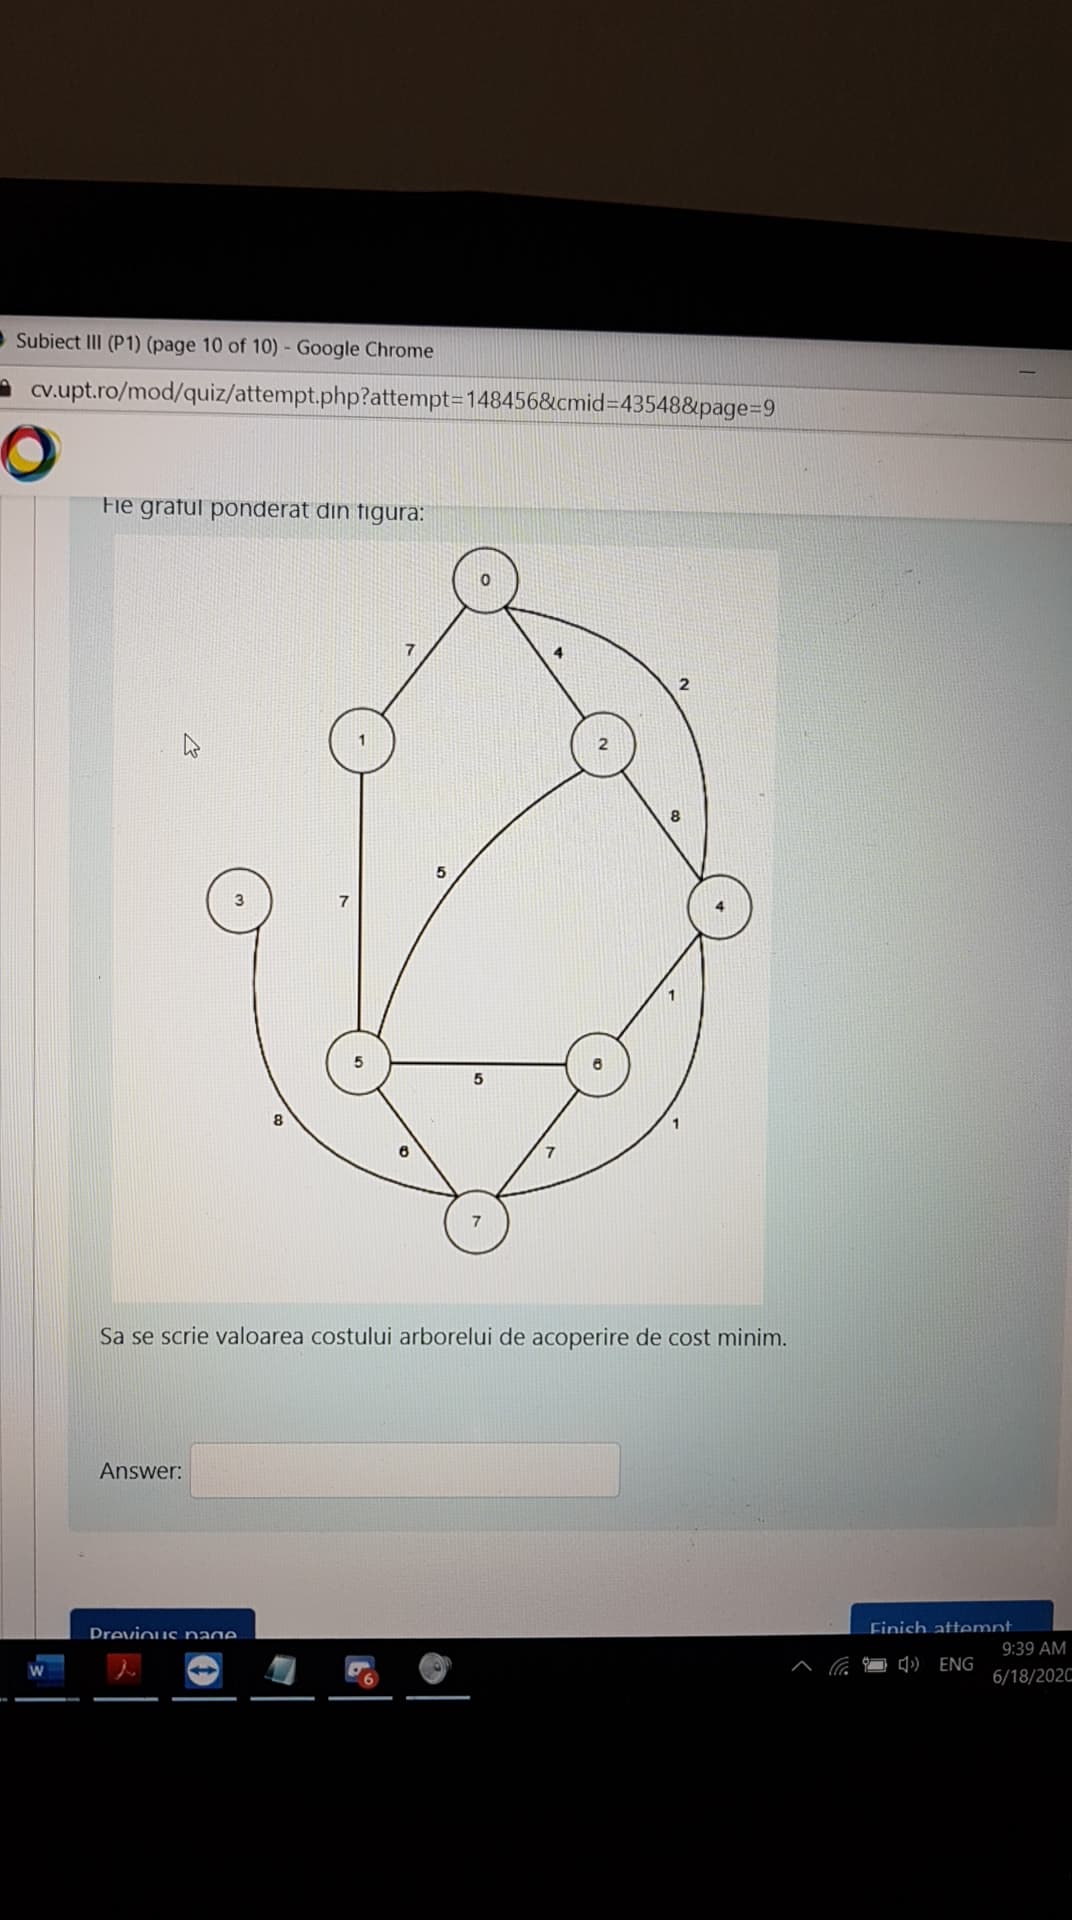 Subiect III (P1) (page 10 of 10) - Google Chrome
cv.upt.ro/mod/quiz/attempt.php?attempt=148456&cmid=43548&page=9
Fie graful ponderat din figura:
0
7
4
2
1
2
8
5
3
7
4
1
5
6
5
8
6
7
1
7
Sa se scrie valoarea costului arborelui de acoperire de cost minim.
Answer:
Previous page
Finish attempt
9:39 AM
W
6
ENG
6/18/2020